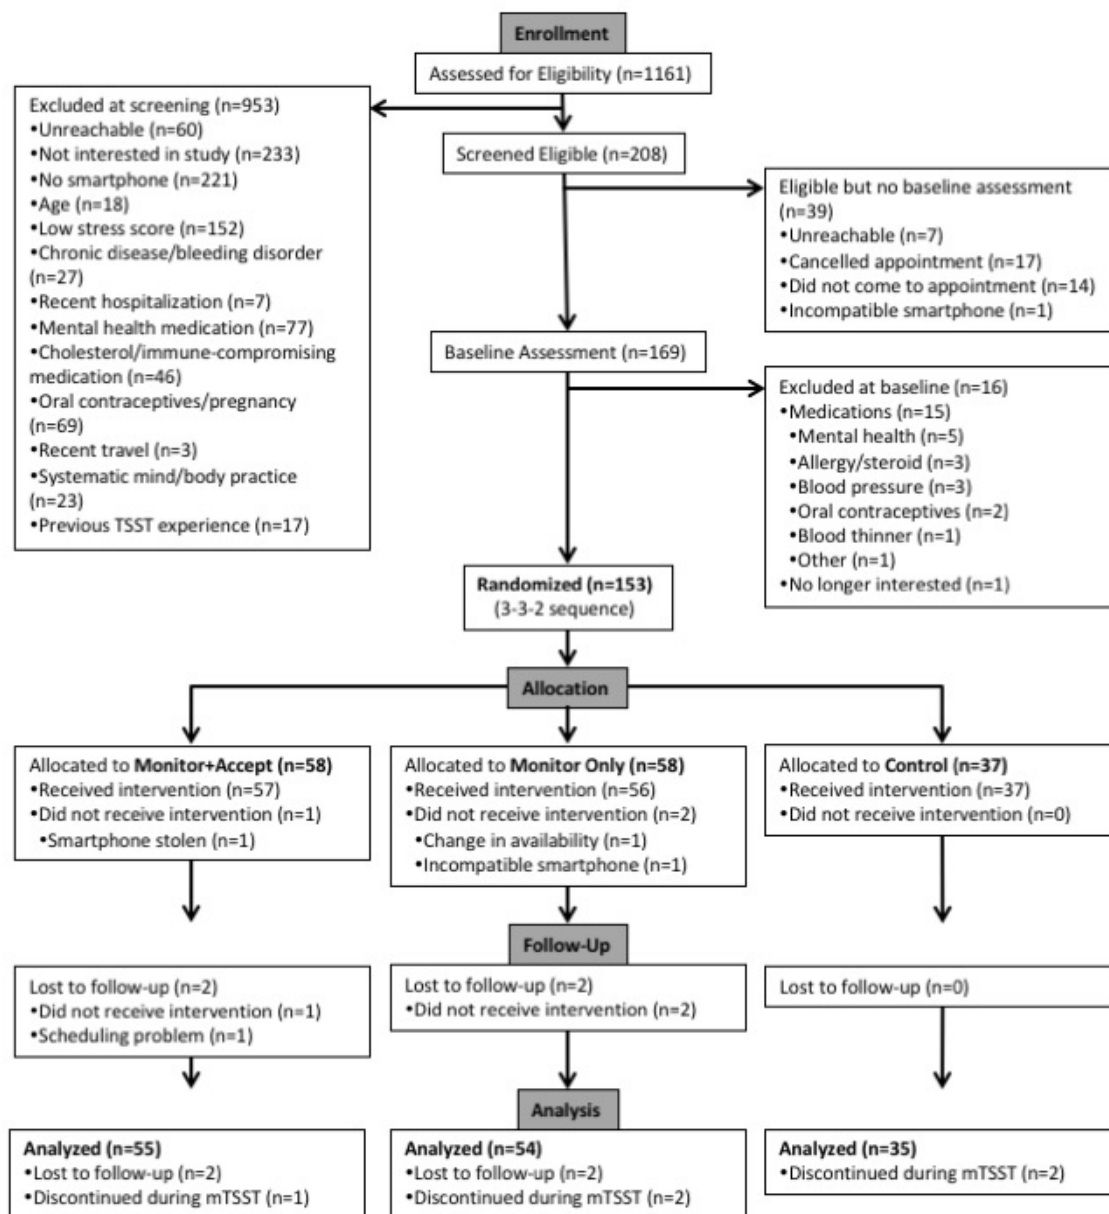 Enrollment
Assessed for Eligibility (n=1161)
Excluded at screening (n=953)
•Unreachable (n=60)
•Not interested in study (n=233)
•No smartphone (n=221)
•Age (n=18)
•Low stress score (n=152)
•Chronic disease/bleeding disorder
(n=27)
•Recent hospitalization (n=7)
•Mental health medication (n=77)
•Cholesterol/immune-compromising
medication (n=46)
•Oral contraceptives/pregnancy
(n=69)
•Recent travel (n=3)
•Systematic mind/body practice
(n=23)
•Previous TSST experience (n=17)
Screened Eligible (n=208)
Eligible but no baseline assessment
(n=39)
•Unreachable (n=7)
•Cancelled appointment (n=17)
•Did not come to appointment (n=14)
•Incompatible smartphone (n=1)
Baseline Assessment (n=169)
Excluded at baseline (n=16)
•Medications (n=15)
•Mental health (n=5)
•Allergy/steroid (n=3)
•Blood pressure (n=3)
•Oral contraceptives (n=2)
•Blood thinner (n=1)
•Other (n=1)
•No longer interested (n=1)
Randomized (n=153)
(3-3-2 sequence)
Allocation
Allocated to Monitor+Accept (n=58)
•Received intervention (n=57)
•Did not receive intervention (n=1)
•Smartphone stolen (n=1)
Allocated to Monitor Only (n=58)
•Received intervention (n=56)
•Did not receive intervention (n=2)
•Change in availability (n=1)
•Incompatible smartphone (n=1)
Allocated to Control (n=37)
•Received intervention (n=37)
•Did not receive intervention (n=0)
Follow-Up
Lost to follow-up (n=2)
•Did not receive intervention (n=1)
•Scheduling problem (n=1)
Lost to follow-up (n=2)
•Did not receive intervention (n=2)
Lost to follow-up (n=0)
Analysis
Analyzed (n=55)
•Lost to follow-up (n=2)
•Discontinued during mTSST (n=1)
Analyzed (n=54)
•Lost to follow-up (n=2)
•Discontinued during mTSST (n=2)
Analyzed (n=35)
•Discontinued during mTSST (n=2)